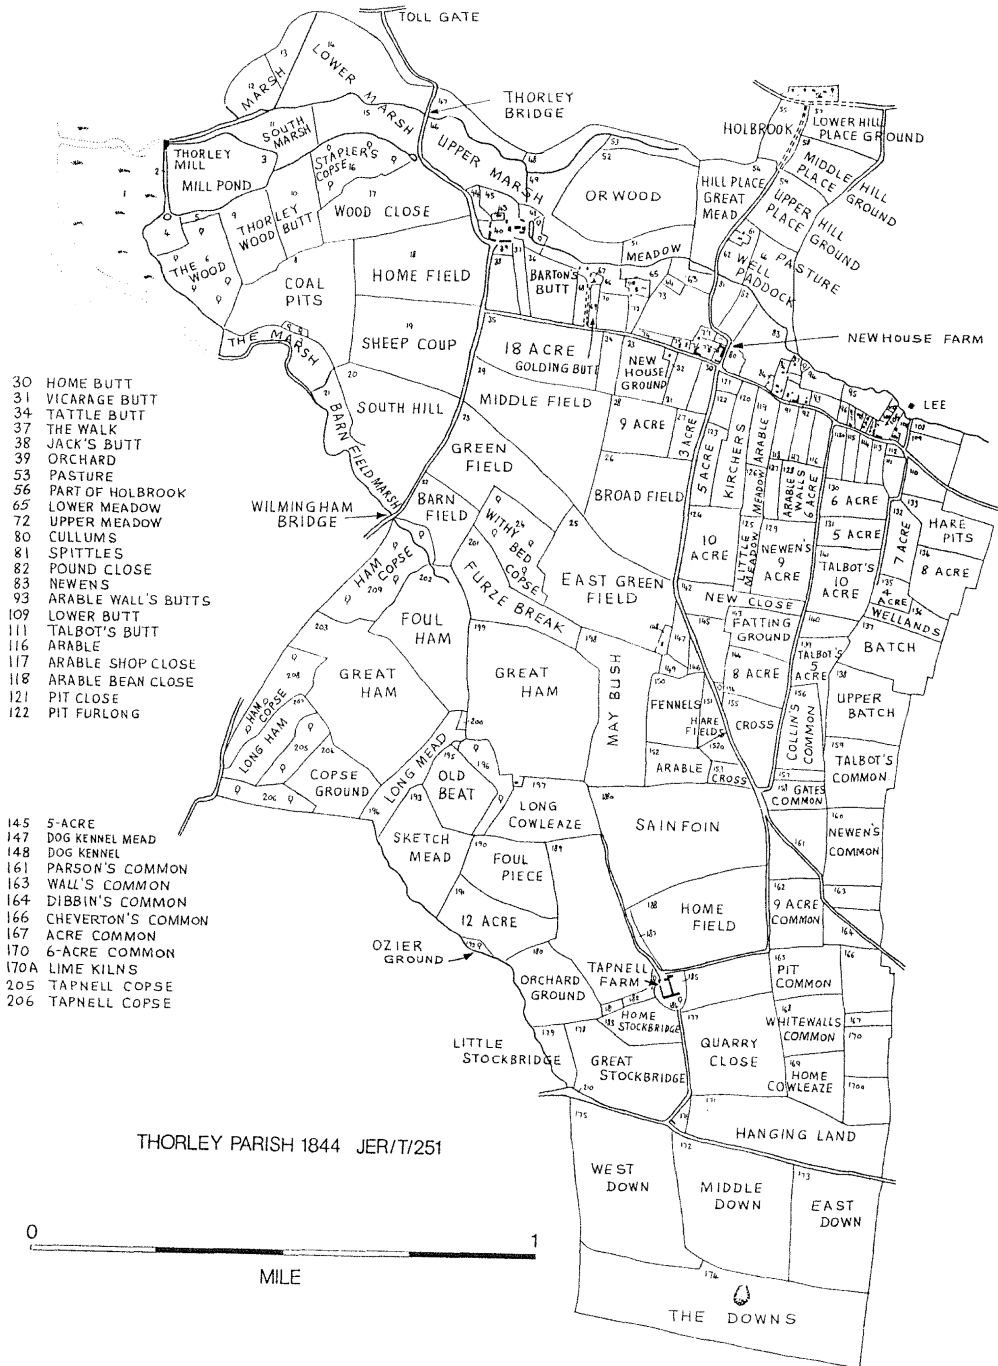 TOLL GATE
THORLEY
BRIDGE
MARSH
LOWER MARSH
SOUTH
MARSH
STAPLER'S
COPSE
THORLEY
MILL
MILL POND
THORLEY
WOOD BUTT
WOOD CLOSE
UPPER MARSH
THE WOOD
COAL
PITS
HOME FIELD
THE MARSH
SHEEP COUP
ORWOOD
HOLBROOK
LOWER HILL
PLACE GROUND
MIDDLE HILL
PLACE GROUND
HILL PLACE
GREAT
MEAD
UPPER HILL
PLACE GROUND
MEADOW
PASTURE
WELL
PADDOCK
BARTON'S
BUTT
NEWHOUSE FARM
18 ACRE
GOLDING BUTT
NEW
HOUSE
GROUND
LEE
MIDDLE FIELD
SOUTH HILL
9 ACRE
3 ACRE
5 ACRE
KIRCHERS
ARABLE
MEADOW
ARABLE
WALLS
6 ACRE
GREEN
FIELD
BROAD FIELD
BARN FIELD MARSH
WILMINGHAM
BRIDGE
BARN
FIELD
WITHY
BED
COPSE
6 ACRE
5 ACRE
7 ACRE
HARE
PITS
8 ACRE
10
ACRE
LITTLE
MEADOW
NEWEN'S
9
ACRE
TALBOT'S
10
ACRE
4
ACRE
WELLANDS
HAM
COPSE
FURZE BREAK
EAST GREEN
FIELD
NEW CLOSE
FATTING
GROUND
BATCH
FOUL
HAM
TALBOT'S
5
ACRE
8 ACRE
GREAT
HAM
GREAT
HAM
MAY BUSH
FENNELS
HARE
FIELDS
CROSS
COLLIN'S
COMMON
UPPER
BATCH
HAM
COPSE
LONG HAM
ARABLE
CROSS
TALBOT'S
COMMON
COPSE
GROUND
LONG MEAD
OLD
BEAT
LONG
COWLEAZE
GATES
COMMON
SAINFOIN
NEWEN'S
COMMON
SKETCH
MEAD
FOUL
PIECE
12 ACRE
HOME
FIELD
9 ACRE
COMMON
OZIER
GROUND
TAPNELL
FARM
ORCHARD
GROUND
PIT
COMMON
HOME
STOCKBRIDGE
LITTLE
STOCKBRIDGE
GREAT
STOCKBRIDGE
QUARRY
CLOSE
WHITEWALLS
COMMON
HOME
COWLEAZE
HANGING LAND
WEST
DOWN
MIDDLE
DOWN
EAST
DOWN
THE DOWNS
30 HOME BUTT
31 VICARAGE BUTT
34 TATTLE BUTT
37 THE WALK
38 JACK'S BUTT
39 ORCHARD
53 PASTURE
56 PART OF HOLBROOK
65 LOWER MEADOW
72 UPPER MEADOW
80 CULLUMS
81 SPITTLES
82 POUND CLOSE
83 NEWENS
93 ARABLE WALL'S BUTTS
109 LOWER BUTT
111 TALBOT'S BUTT
116 ARABLE
117 ARABLE SHOP CLOSE
118 ARABLE BEAN CLOSE
121 PIT CLOSE
122 PIT FURLONG
145 5-ACRE
147 DOG KENNEL MEAD
148 DOG KENNEL
161 PARSON'S COMMON
163 WALL'S COMMON
164 DIBBIN'S COMMON
166 CHEVERTON'S COMMON
167 ACRE COMMON
170 6-ACRE COMMON
170A LIME KILNS
205 TAPNELL COPSE
206 TAPNELL COPSE
THORLEY PARISH 1844 JER/T/251
0 1
MILE